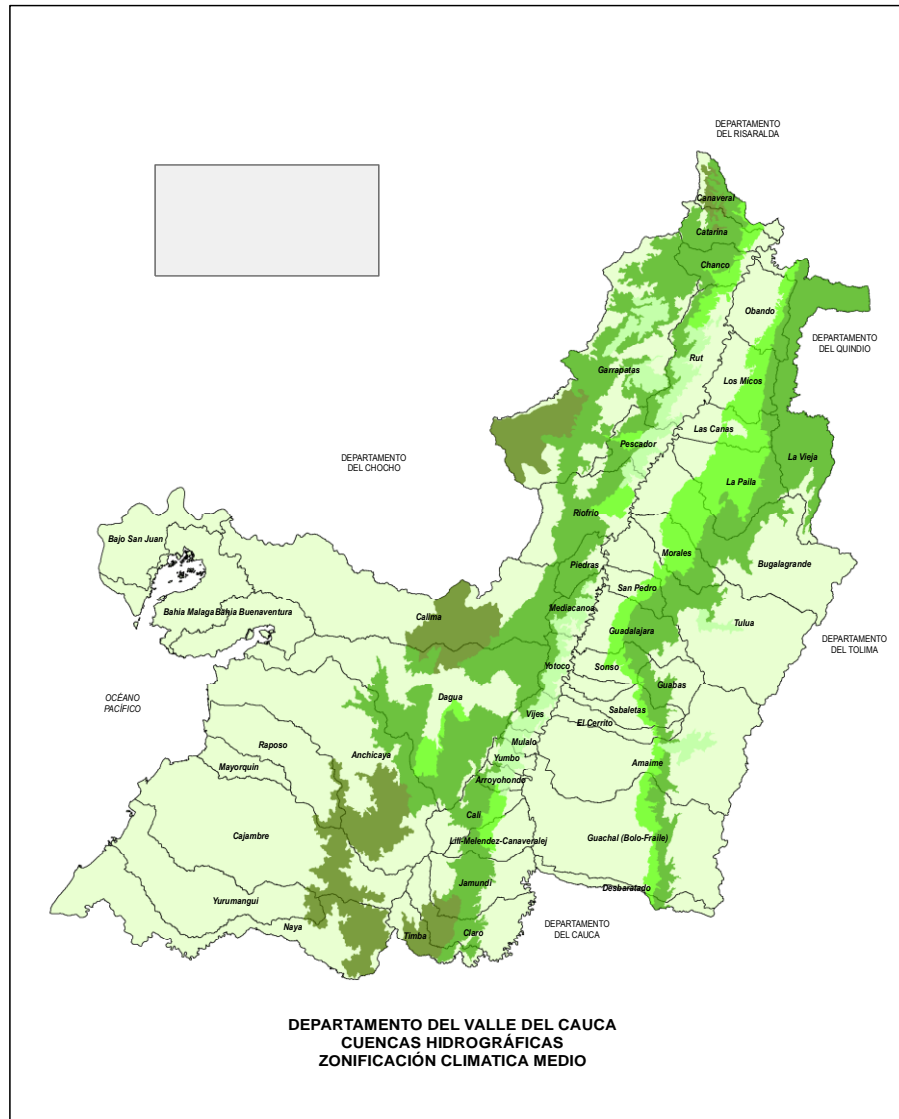 DEPARTAMENTO
DEL RISARALDA
Canaveral
Catarina
Chanco
Obando
DEPARTAMENTO
DEL QUINDIO
Rut
Garrapatas
Los Micos
Las Canas
Pescador
DEPARTAMENTO
DEL CHOCHO
La Vieja
La Paila
Riofrio
Bajo San Juan
Morales
Bugalagrande
Piedras
San Pedro
Mediacanoa
Bahia Malaga
Bahia Buenaventura
Calima
Tulua
Guadalajara
DEPARTAMENTO
DEL TOLIMA
Yotoco
Sonso
Guabas
OCÉANO
PACÍFICO
Dagua
Vijes
Sabaletas
El Cerrito
Raposo
Mulalo
Anchicaya
Yumbo
Amaime
Mayorquin
Arroyohondo
Cali
Cajambre
Lili-Melendez-Canaveralej
Guachal (Bolo-Fraile)
Jamundi
Desbaratado
Yurumangui
Naya
Timba
Claro
DEPARTAMENTO
DEL CAUCA
DEPARTAMENTO DEL VALLE DEL CAUCA
CUENCAS HIDROGRÁFICAS
ZONIFICACIÓN CLIMATICA MEDIO